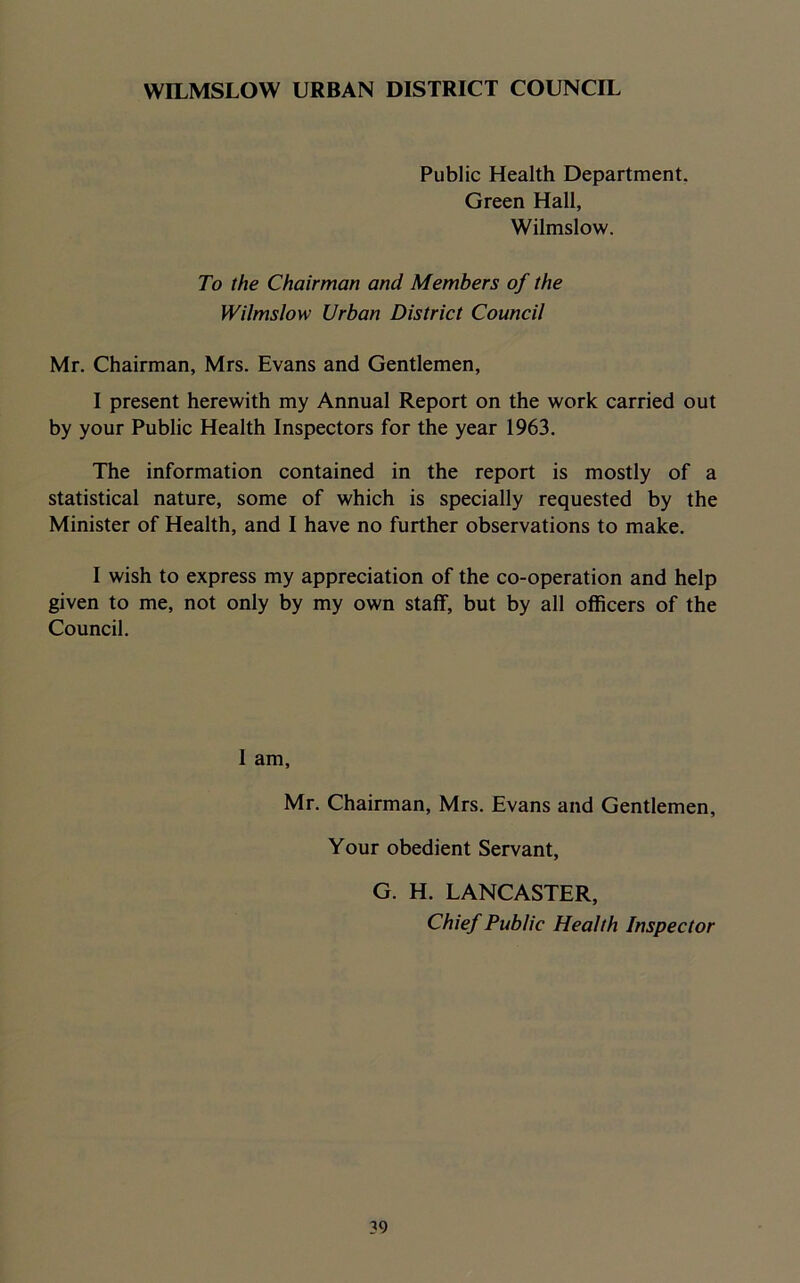 WILMSLOW URBAN DISTRICT COUNCIL
Public Health Department.
Green Hall,
Wilmslow.
To the Chairman and Members of the
Wilmslow Urban District Council
Mr. Chairman, Mrs. Evans and Gentlemen,
I present herewith my Annual Report on the work carried out
by your Public Health Inspectors for the year 1963.
The information contained in the report is mostly of a
statistical nature, some of which is specially requested by the
Minister of Health, and I have no further observations to make.
I wish to express my appreciation of the co-operation and help
given to me, not only by my own staff, but by all officers of the
Council.
I am,
Mr. Chairman, Mrs. Evans and Gentlemen,
Your obedient Servant,
G. H. LANCASTER,
Chief Public Health Inspector
39